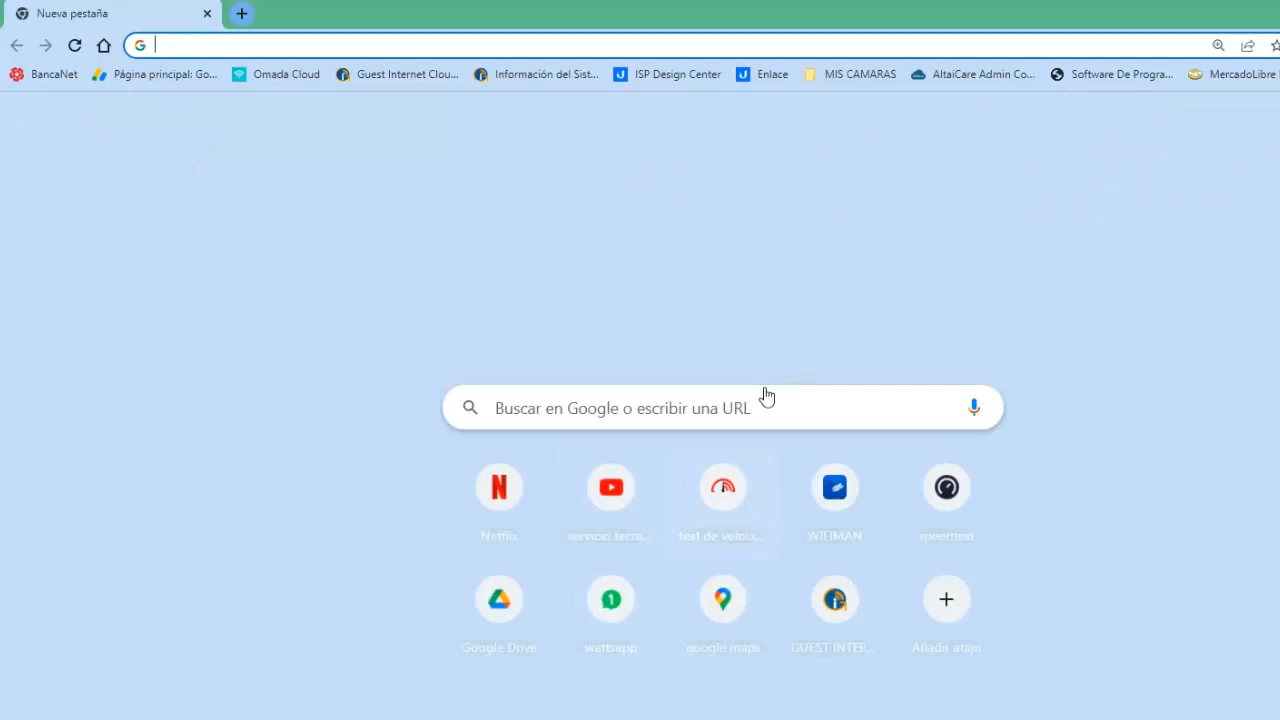 Nueva pestaña
BancaNet Página principal: Go... Omada Cloud Guest Internet Clou... Información del Sist... ISP Design Center Enlace MIS CAMARAS AltaiCare Admin Co... Software De Progra... MercadoLibre
Buscar en Google o escribir una URL
Netflix servicio tecni... test de veloci... WIFIMAN speedtest
Google Drive wattsapp google maps GUEST INTER... Añadir atajo